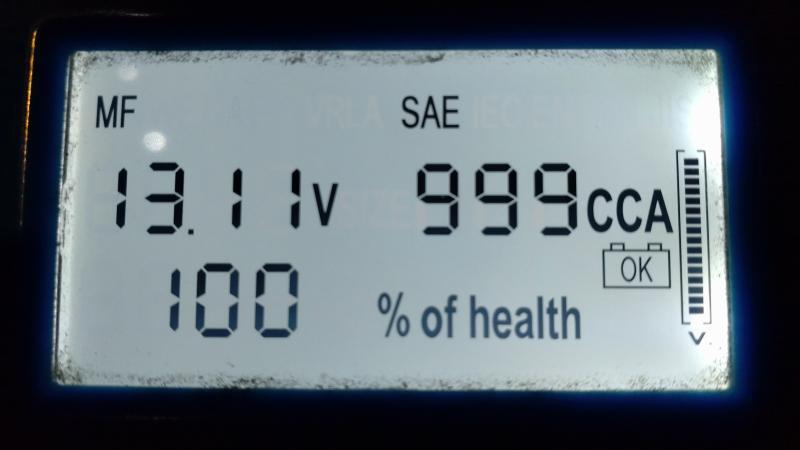 MF SAE
13.11V 999CCA
OK
100 % of health